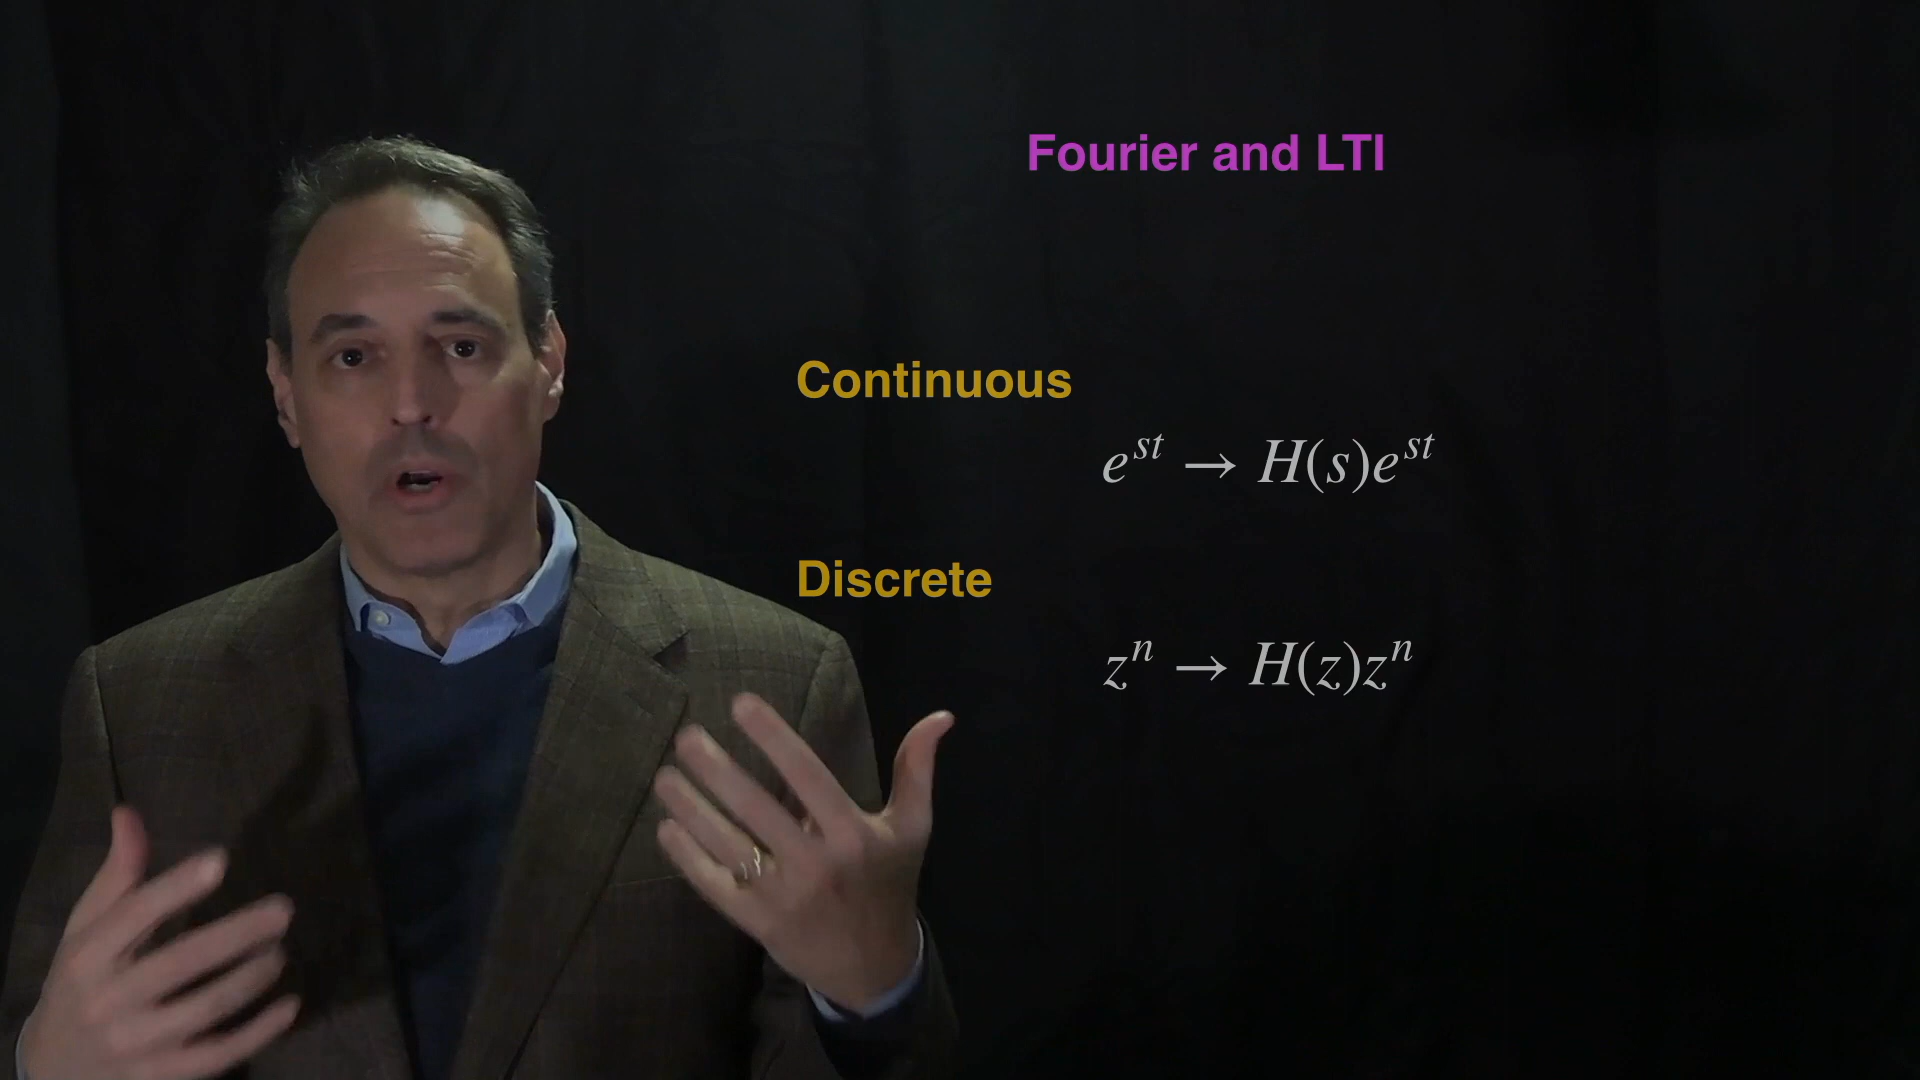 Fourier and LTI
Continuous
e^{st} → H(s)e^{st}
Discrete
z^n → H(z)z^n